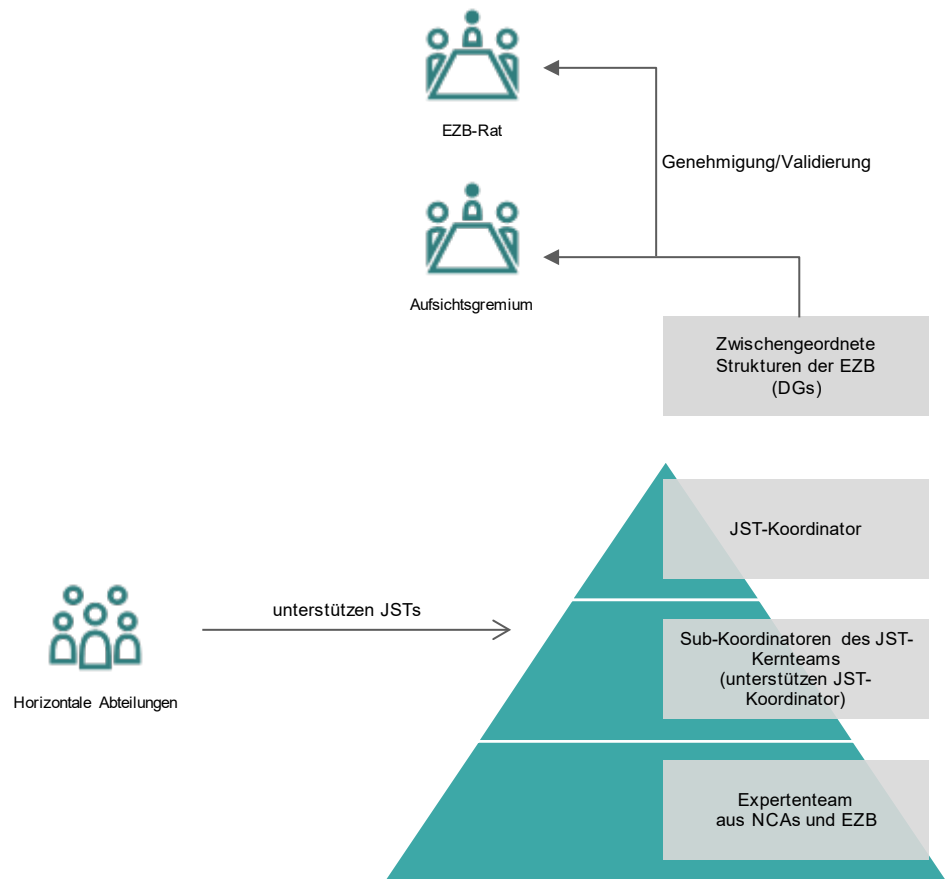 EZB-Rat
Genehmigung/Validierung
Aufsichtsgremium
Zwischengeordnete
Strukturen der EZB
(DGs)
JST-Koordinator
unterstützen JSTs
Horizontale Abteilungen
Sub-Koordinatoren des JST-
Kernteams
(unterstützen JST-
Koordinator)
Expertenteam
aus NCAs und EZB